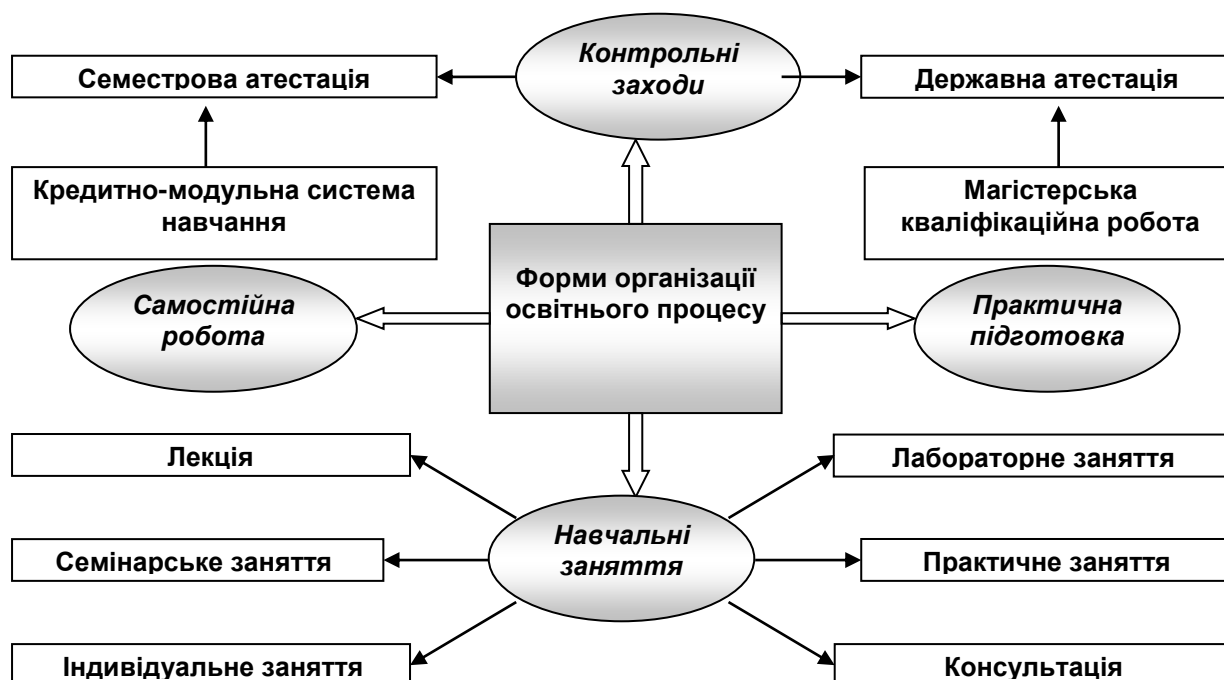 Контрольні
заходи
Семестрова атестація
Державна атестація
Кредитно-модульна система
навчання
Магістерська
кваліфікаційна робота
Форми організації
освітнього процесу
Самостійна
робота
Практична
підготовка
Лекція
Лабораторне заняття
Навчальні
заняття
Семінарське заняття
Практичне заняття
Індивідуальне заняття
Консультація